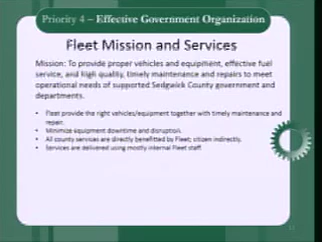 Priority 4 – Effective Government Organization
Fleet Mission and Services
Mission: To provide proper vehicles and equipment, effective fuel
service, and high quality, timely maintenance and repairs to meet
operational needs of supported Sedgwick County government and
departments.
• Fleet provide the right vehicles/equipment together with timely maintenance and
repair.
• Minimize equipment downtime and disruption.
• All county services are directly benefitted by Fleet; citizen indirectly.
• Services are delivered using mostly internal Fleet staff.